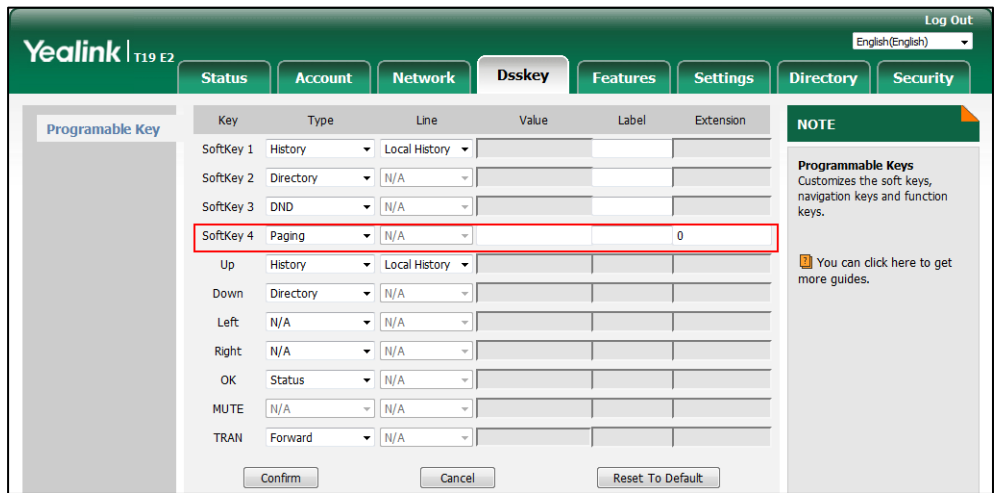 Log Out
Yealink | T19 E2
English(English)
Status Account Network Dsskey Features Settings Directory Security
Programable Key
Key Type Line Value Label Extension
SoftKey 1 History Local History
SoftKey 2 Directory N/A
SoftKey 3 DND N/A
SoftKey 4 Paging N/A 0
Up History Local History
Down Directory N/A
Left N/A N/A
Right N/A N/A
OK Status N/A
MUTE N/A N/A
TRAN Forward N/A
Confirm Cancel Reset To Default
NOTE
Programmable Keys
Customizes the soft keys,
navigation keys and function
keys.
? You can click here to get
more guides.